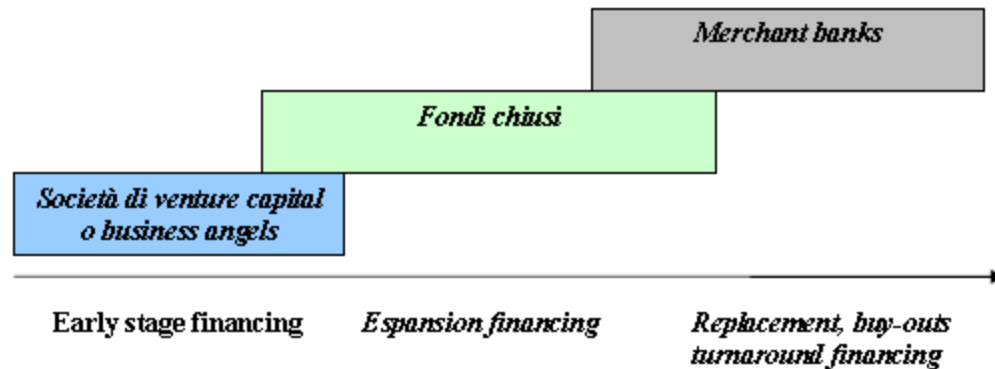 Merchant banks
Fondi chiusi
Società di venture capital
o business angels
Early stage financing
Espansion financing
Replacement, buy-outs
turnaround financing